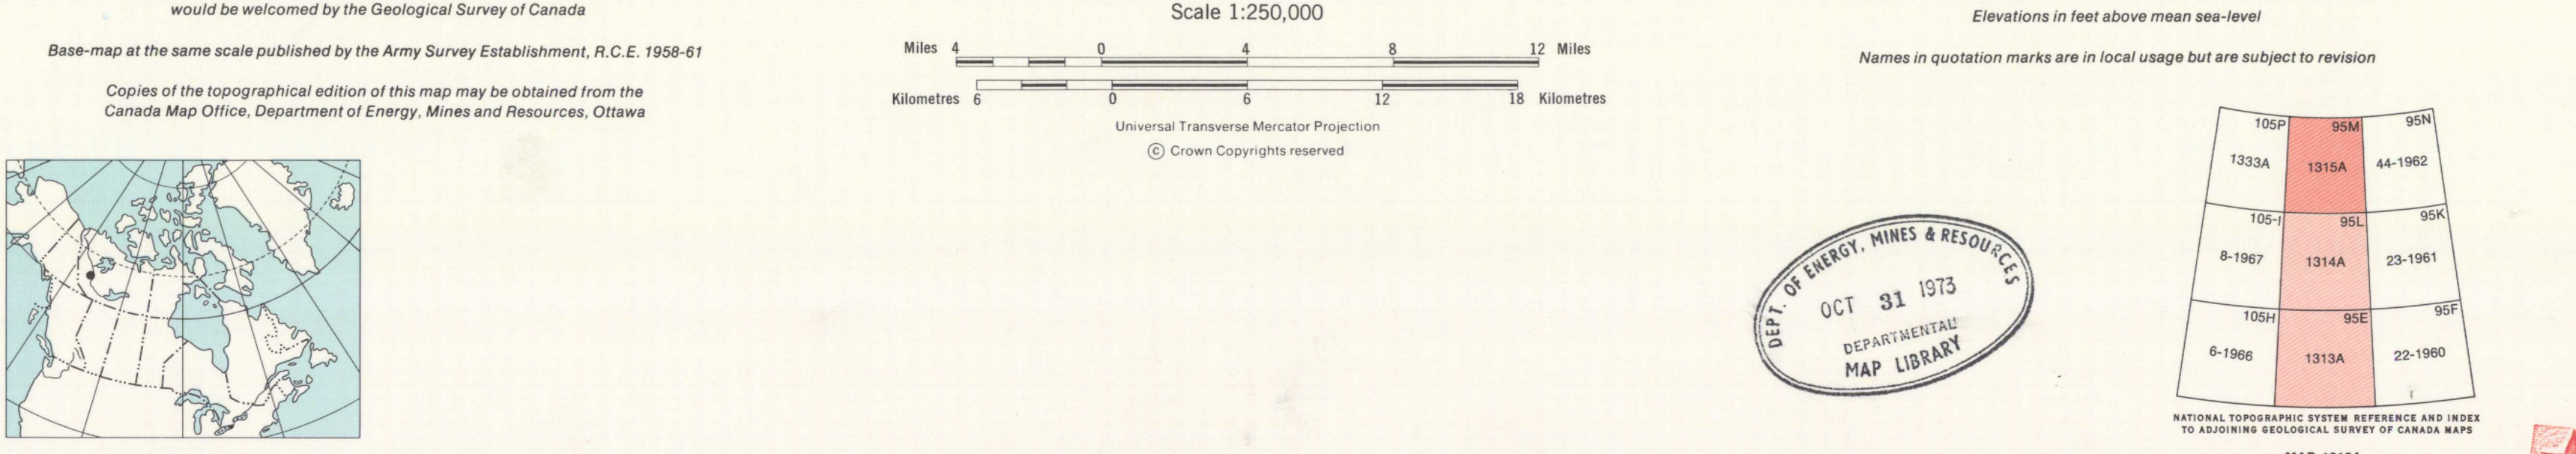 would be welcomed by the Geological Survey of Canada
Base-map at the same scale published by the Army Survey Establishment, R.C.E. 1958-61
Copies of the topographical edition of this map may be obtained from the
Canada Map Office, Department of Energy, Mines and Resources, Ottawa
Scale 1:250,000
Miles 4 0 4 8 12 Miles
Kilometres 6 0 6 12 18 Kilometres
Universal Transverse Mercator Projection
© Crown Copyrights reserved
Elevations in feet above mean sea-level
Names in quotation marks are in local usage but are subject to revision
DEPT. OF ENERGY, MINES & RESOURCES
OCT 31 1973
DEPARTMENTAL
MAP LIBRARY
105P 95M 95N
1333A 1315A 44-1962
105-I 95L 95K
8-1967 1314A 23-1961
105H 95E 95F
6-1966 1313A 22-1960
NATIONAL TOPOGRAPHIC SYSTEM REFERENCE AND INDEX
TO ADJOINING GEOLOGICAL SURVEY OF CANADA MAPS